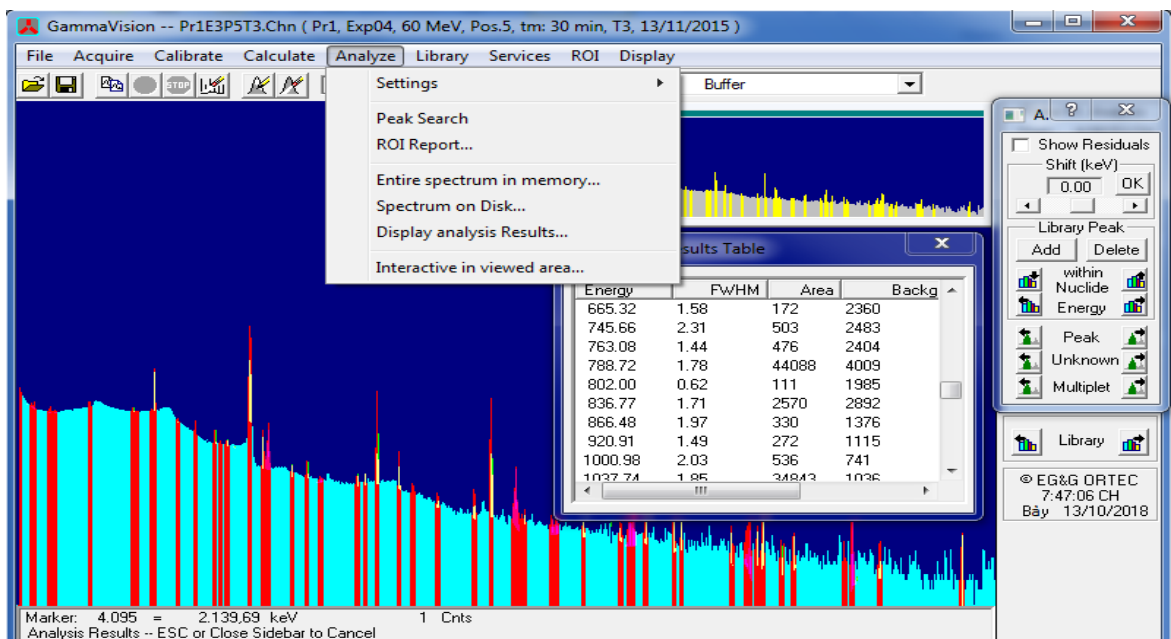 GammaVision -- Pr1E3P5T3.Chn ( Pr1, Exp04, 60 MeV, Pos.5, tm: 30 min, T3, 13/11/2015 )
File Acquire Calibrate Calculate Analyze Library Services ROI Display
STOP
Buffer
Settings
Peak Search
ROI Report...
Entire spectrum in memory...
Spectrum on Disk...
Display analysis Results...
Interactive in viewed area...
sults Table
Energy FWHM Area Backg
665.32 1.58 172 2360
745.66 2.31 503 2483
763.08 1.44 476 2404
788.72 1.78 44088 4009
802.00 0.62 111 1985
836.77 1.71 2570 2892
866.48 1.97 330 1376
920.91 1.49 272 1115
1000.98 2.03 536 741
1037.74 1.85 34843 1036
A.
Show Residuals
Shift (keV)
0.00 OK
Library Peak
Add Delete
within
Nuclide
Energy
Peak
Unknown
Multiplet
Library
© EG&G ORTEC
7:47:06 CH
Bảy 13/10/2018
Marker: 4.095 = 2.139,69 keV 1 Cnts
Analysis Results -- ESC or Close Sidebar to Cancel